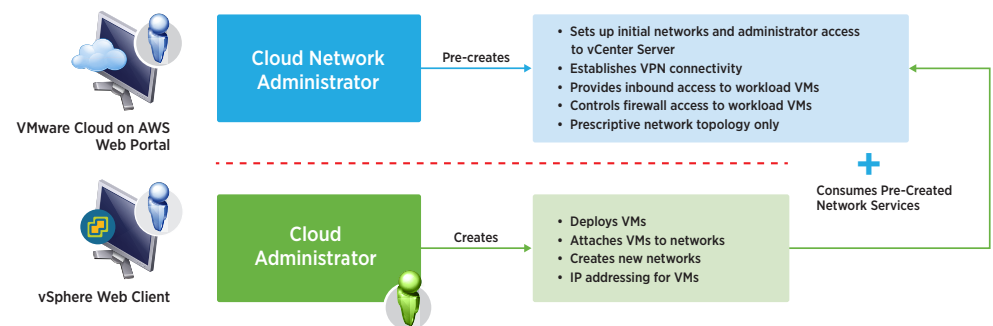 VMware Cloud on AWS
Web Portal
Cloud Network
Administrator
Pre-creates
• Sets up initial networks and administrator access
to vCenter Server
• Establishes VPN connectivity
• Provides inbound access to workload VMs
• Controls firewall access to workload VMs
• Prescriptive network topology only
+
Consumes Pre-Created
Network Services
vSphere Web Client
Cloud
Administrator
Creates
• Deploys VMs
• Attaches VMs to networks
• Creates new networks
• IP addressing for VMs